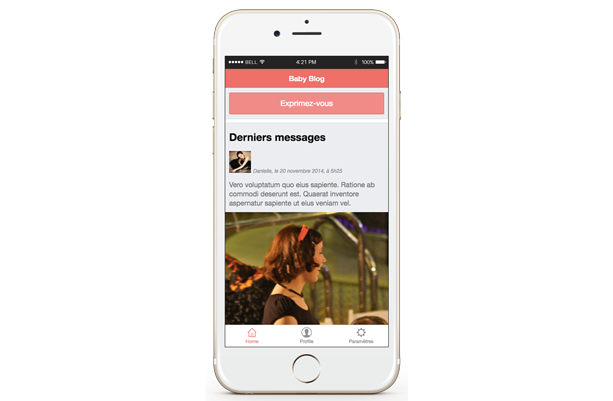 BELL 4:21 PM 100%
Baby Blog
Exprimez-vous
Derniers messages
Danielle, le 20 novembre 2014, à 5h25
Vero voluptatum quo eius sapiente. Ratione ab
commodi deserunt est. Quaerat inventore
aspernatur sapiente ut eius veniam vel.
Home Profile Paramètres